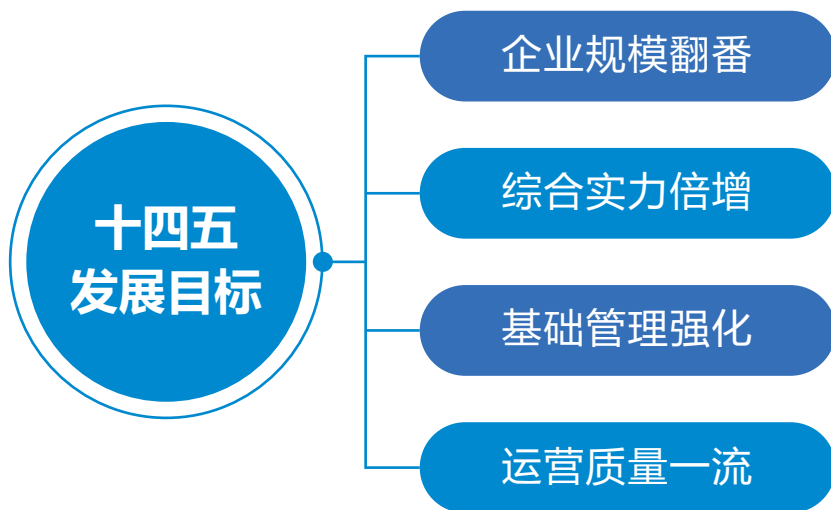 十四五
发展目标
企业规模翻番
综合实力倍增
基础管理强化
运营质量一流